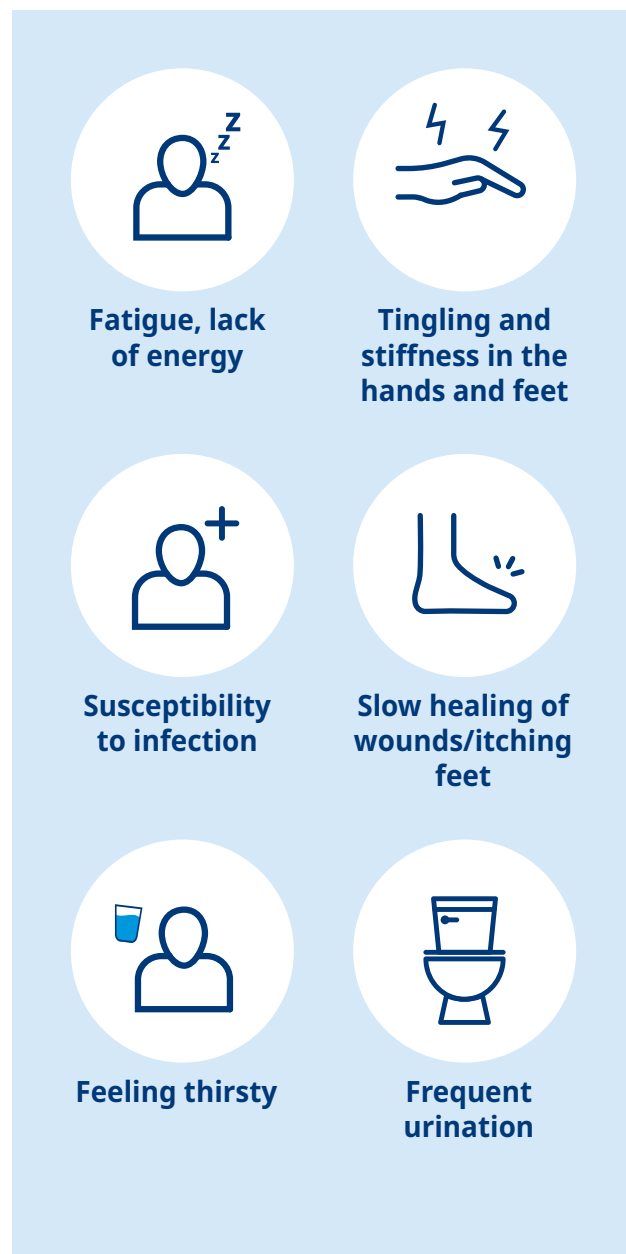 z
z
z
Fatigue, lack
of energy
Tingling and
stiffness in the
hands and feet
Susceptibility
to infection
Slow healing of
wounds/itching
feet
Feeling thirsty
Frequent
urination